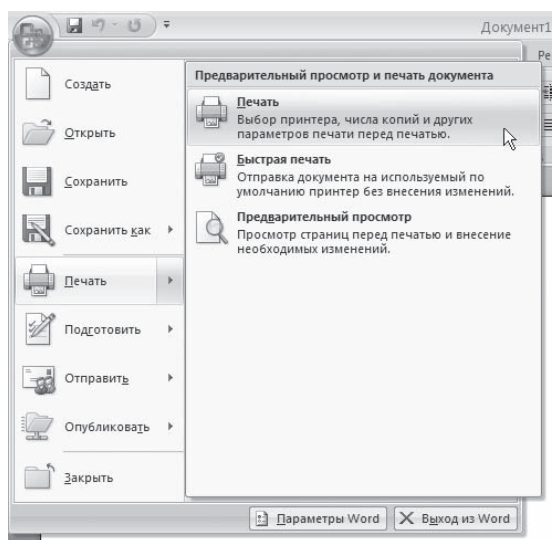 Документ1
Ре
Создать
Открыть
Сохранить
Сохранить как
Печать
Подготовить
Отправить
Опубликовать
Закрыть
Предварительный просмотр и печать документа
Печать
Выбор принтера, числа копий и других
параметров печати перед печатью.
Быстрая печать
Отправка документа на используемый по
умолчанию принтер без внесения изменений.
Предварительный просмотр
Просмотр страниц перед печатью и внесение
необходимых изменений.
Параметры Word
Выход из Word